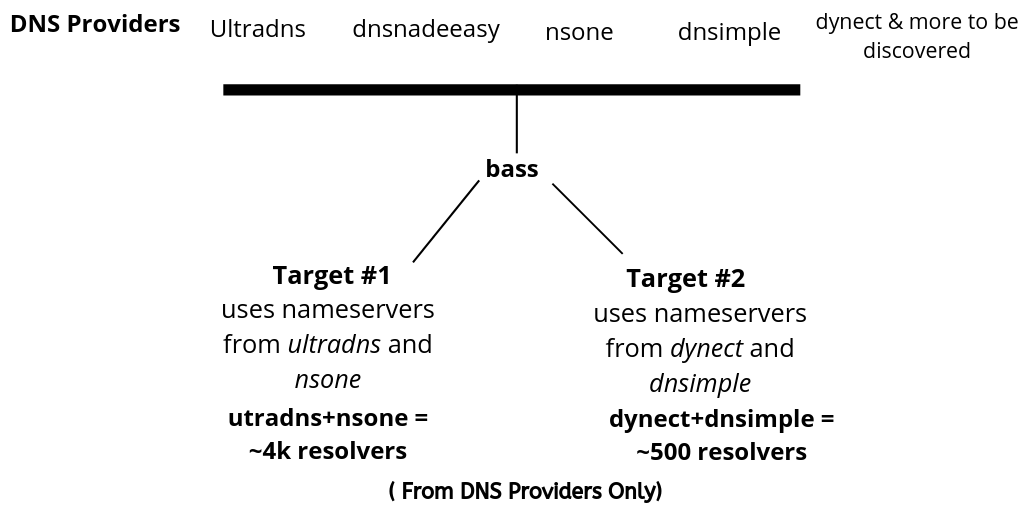 DNS Providers
Ultradns
dnsnadeeasy
nsone
dnsimple
dynect & more to be
discovered
bass
Target #1
uses nameservers
from ultradns and
nsone
utradns+nsone =
~4k resolvers
Target #2
uses nameservers
from dynect and
dnsimple
dynect+dnsimple =
~500 resolvers
( From DNS Providers Only)